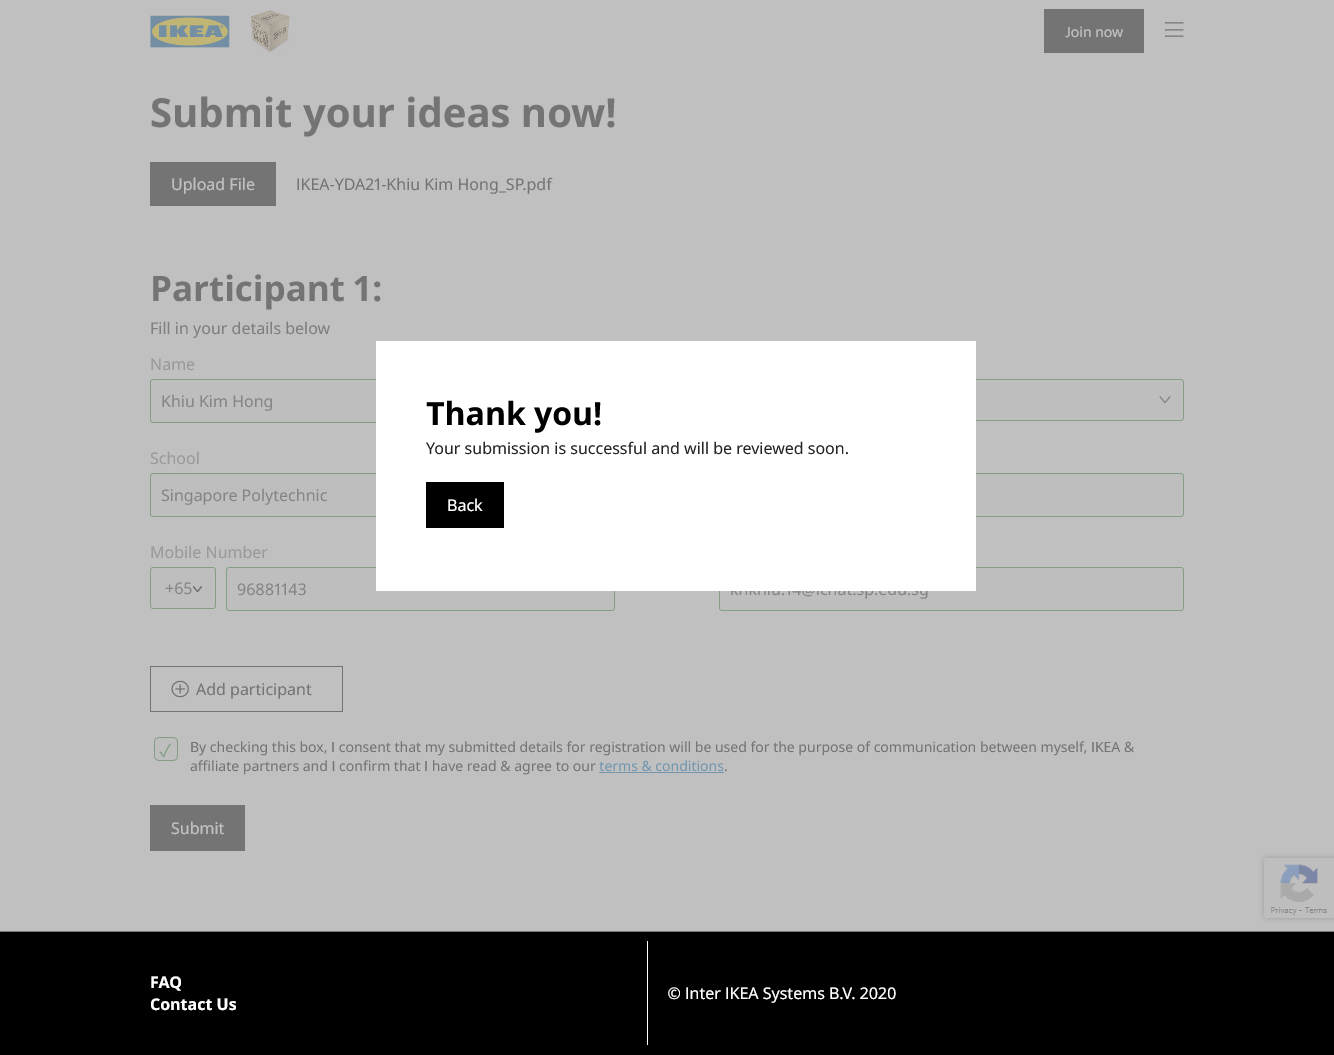 IKEA
Join now
Submit your ideas now!
Upload File
IKEA-YDA21-Khiu Kim Hong_SP.pdf
Participant 1:
Fill in your details below
Name
Khiu Kim Hong
School
Singapore Polytechnic
Mobile Number
+65
96881143
Thank you!
Your submission is successful and will be reviewed soon.
Back
Add participant
By checking this box, I consent that my submitted details for registration will be used for the purpose of communication between myself, IKEA &
affiliate partners and I confirm that I have read & agree to our terms & conditions.
Submit
Privacy - Terms
FAQ
Contact Us
© Inter IKEA Systems B.V. 2020